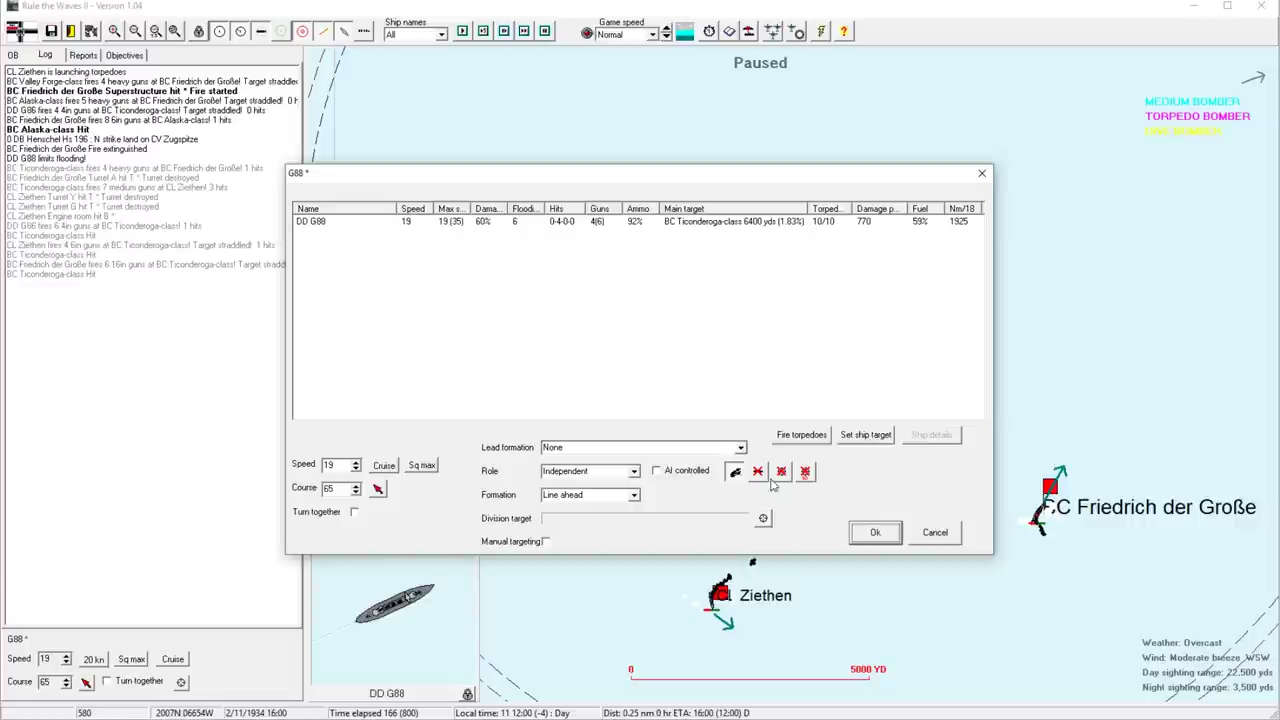 Rule the Waves II - Version 1.04
Ship names
All
Game speed
Normal
OB Log Reports Objectives
Paused
CL Ziethen is launching torpedoes
BC Valley Forge-class fires 4 heavy guns at BC Friedrich der Große! Target straddled
BC Friedrich der Große Superstructure hit * Fire started
BC Alaska-class fires 5 heavy guns at BC Friedrich der Große! Target straddled! 0 h
DD G86 fires 4 4in guns at BC Ticonderoga-class! Target straddled! 0 hits
BC Friedrich der Große fires 8 6in guns at BC Alaska-class! 1 hits
BC Alaska-class Hit
0 DB Henschel Hs 196 . N strike land on CV Zugspitze
BC Friedrich der Große Fire extinguished
DD G88 limits flooding!
BC Ticonderoga-class fires 4 heavy guns at BC Friedrich der Große! 1 hits
BC Friedrich der Große Turret A hit T * Turret destroyed
BC Ticonderoga-class fires 7 medium guns at CL Ziethen! 3 hits
CL Ziethen Turret Y hit T * Turret destroyed
CL Ziethen Turret G hit T * Turret destroyed
CL Ziethen Engine room hit B *
DD G86 fires 6 4in guns at BC Ticonderoga-class! 1 hits
BC Ticonderoga-class Hit
CL Ziethen fires 4 6in guns at BC Ticonderoga-class! Target straddled! 1 hits
BC Ticonderoga-class Hit
BC Friedrich der Große fires 6 16in guns at BC Ticonderoga-class! Target stradd
BC Ticonderoga-class Hit
MEDIUM BOMBER
TORPEDO BOMBER
DIVE BOMBER
G88 *
Name Speed Max s... Dama... Floodi... Hits Guns Ammo Main target Torped... Damage p... Fuel Nm/18
DD G88 19 19 (35) 60% 6 0-4-0-0 4(6) 92% BC Ticonderoga-class 6400 yds (1.83%) 10/10 770 59% 1925
Fire torpedoes Set ship target Ship details
Lead formation None
Speed 19 Cruise Sq max
Role Independent AI controlled
Course 65
Formation Line ahead
Turn together
Division target
Manual targeting
Ok Cancel
BC Friedrich der Große
CL Ziethen
G88 *
Speed 19 20 kn Sq max Cruise
Course 65 Turn together
DD G88
0 5000 YD
Weather: Overcast
Wind: Moderate breeze WSW
Day sighting range: 22,500 yds
Night sighting range: 3,500 yds
580 2007N 06654W 2/11/1934 16:00 Time elapsed 166 (800) Local time: 11 12:00 (-4) : Day Dist: 0.25 nm 0 hr ETA: 16:00 (12:00) D